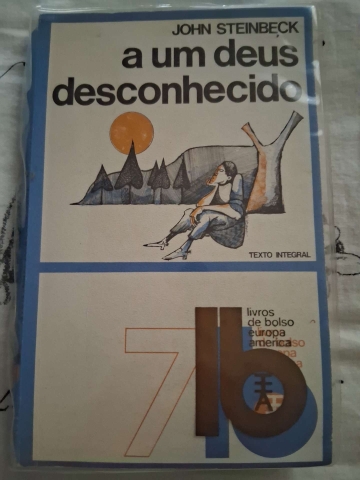 JOHN STEINBECK
a um deus
desconhecido
TEXTO INTEGRAL
7
livros
de bolso
europa
america
lb